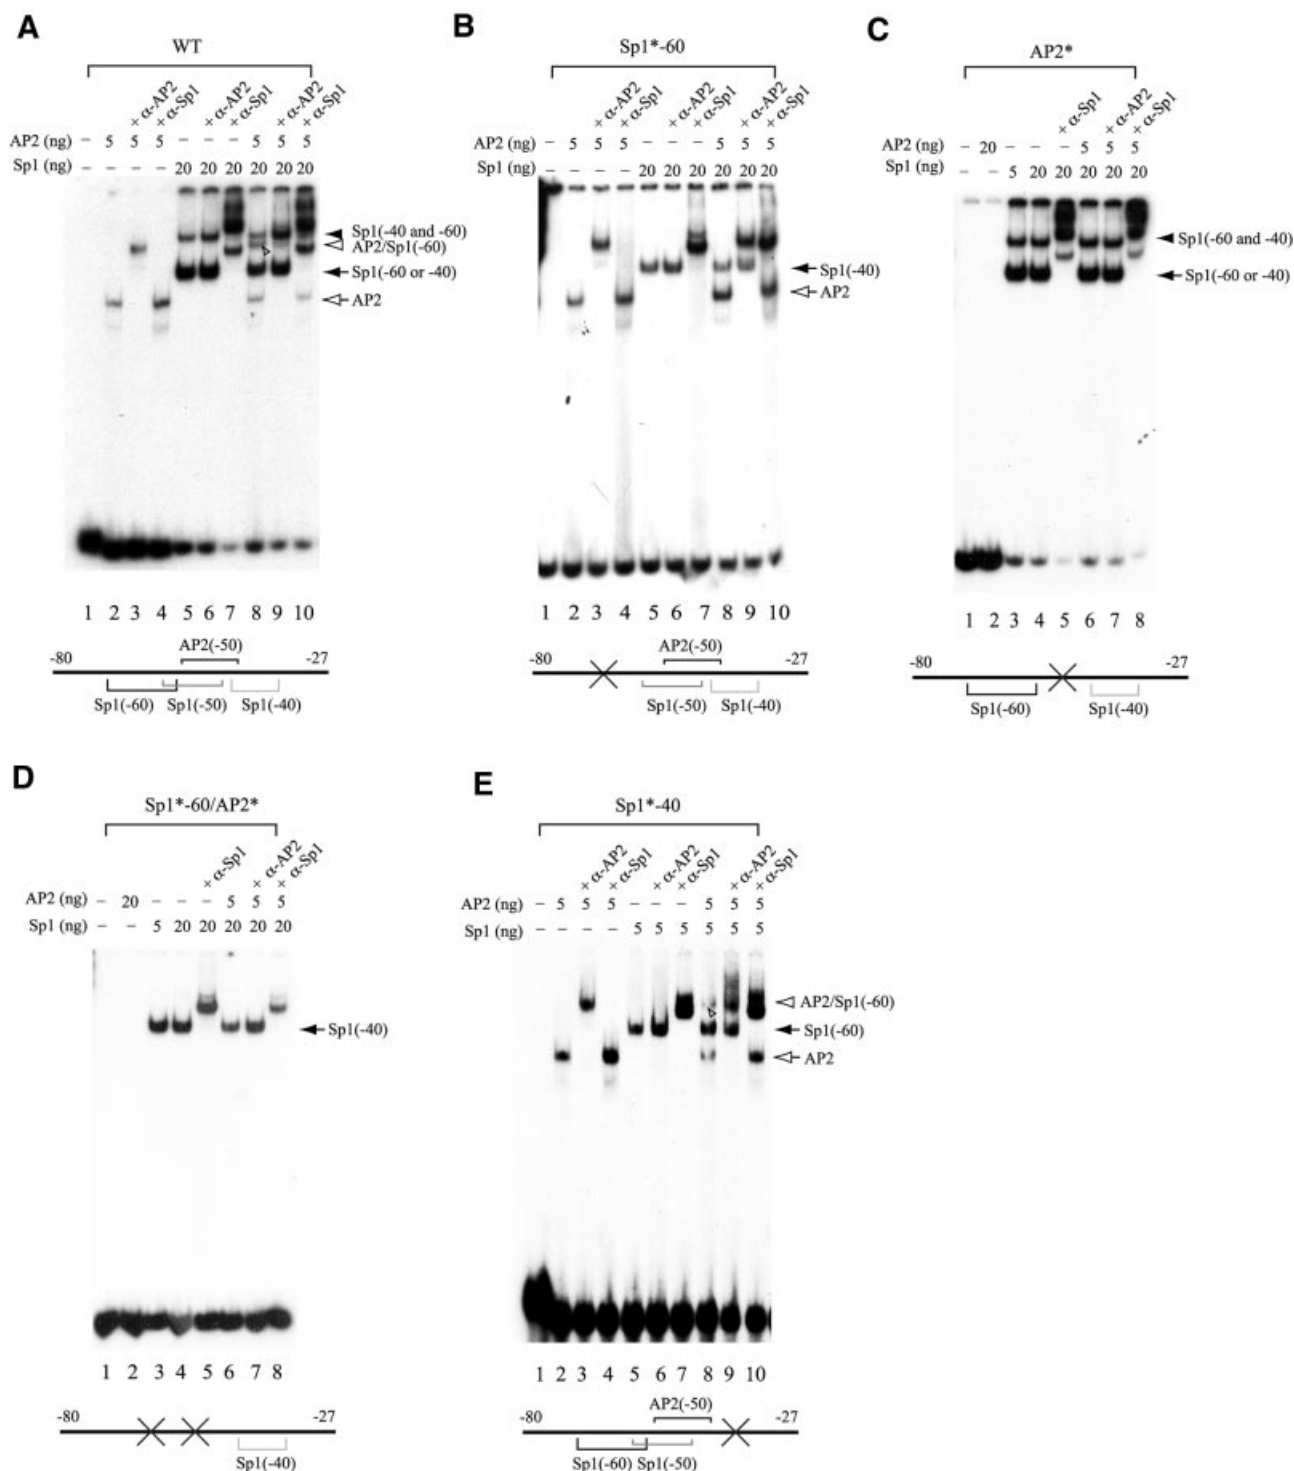 A
WT
× α-AP2
× α-Sp1
× α-AP2
× α-Sp1
× α-AP2
× α-Sp1
AP2 (ng) – 5 5 5 – – – 5 5 5
Sp1 (ng) – – – – 20 20 20 20 20 20
Sp1(-40 and -60)
AP2/Sp1(-60)
Sp1(-60 or -40)
AP2
1 2 3 4 5 6 7 8 9 10
AP2(-50)
-80 -27
Sp1(-60) Sp1(-50) Sp1(-40)
B
Sp1*-60
× α-AP2
× α-Sp1
× α-AP2
× α-Sp1
× α-AP2
× α-Sp1
AP2 (ng) – 5 5 5 – – – 5 5 5
Sp1 (ng) – – – – 20 20 20 20 20 20
Sp1(-40)
AP2
1 2 3 4 5 6 7 8 9 10
AP2(-50)
-80 -27
Sp1(-50) Sp1(-40)
C
AP2*
× α-Sp1
× α-AP2
× α-Sp1
AP2 (ng) – 20 – – – 5 5 5
Sp1 (ng) – – 5 20 20 20 20 20
Sp1(-60 and -40)
Sp1(-60 or -40)
1 2 3 4 5 6 7 8
-80 -27
Sp1(-60) Sp1(-40)
D
Sp1*-60/AP2*
× α-Sp1
× α-AP2
× α-Sp1
AP2 (ng) – 20 – – – 5 5 5
Sp1 (ng) – – 5 20 20 20 20 20
Sp1(-40)
1 2 3 4 5 6 7 8
-80 -27
Sp1(-40)
E
Sp1*-40
× α-AP2
× α-Sp1
× α-AP2
× α-Sp1
× α-AP2
× α-Sp1
AP2 (ng) – 5 5 5 – – – 5 5 5
Sp1 (ng) – – – – 5 5 5 5 5 5
AP2/Sp1(-60)
Sp1(-60)
AP2
1 2 3 4 5 6 7 8 9 10
AP2(-50)
-80 -27
Sp1(-60) Sp1(-50)